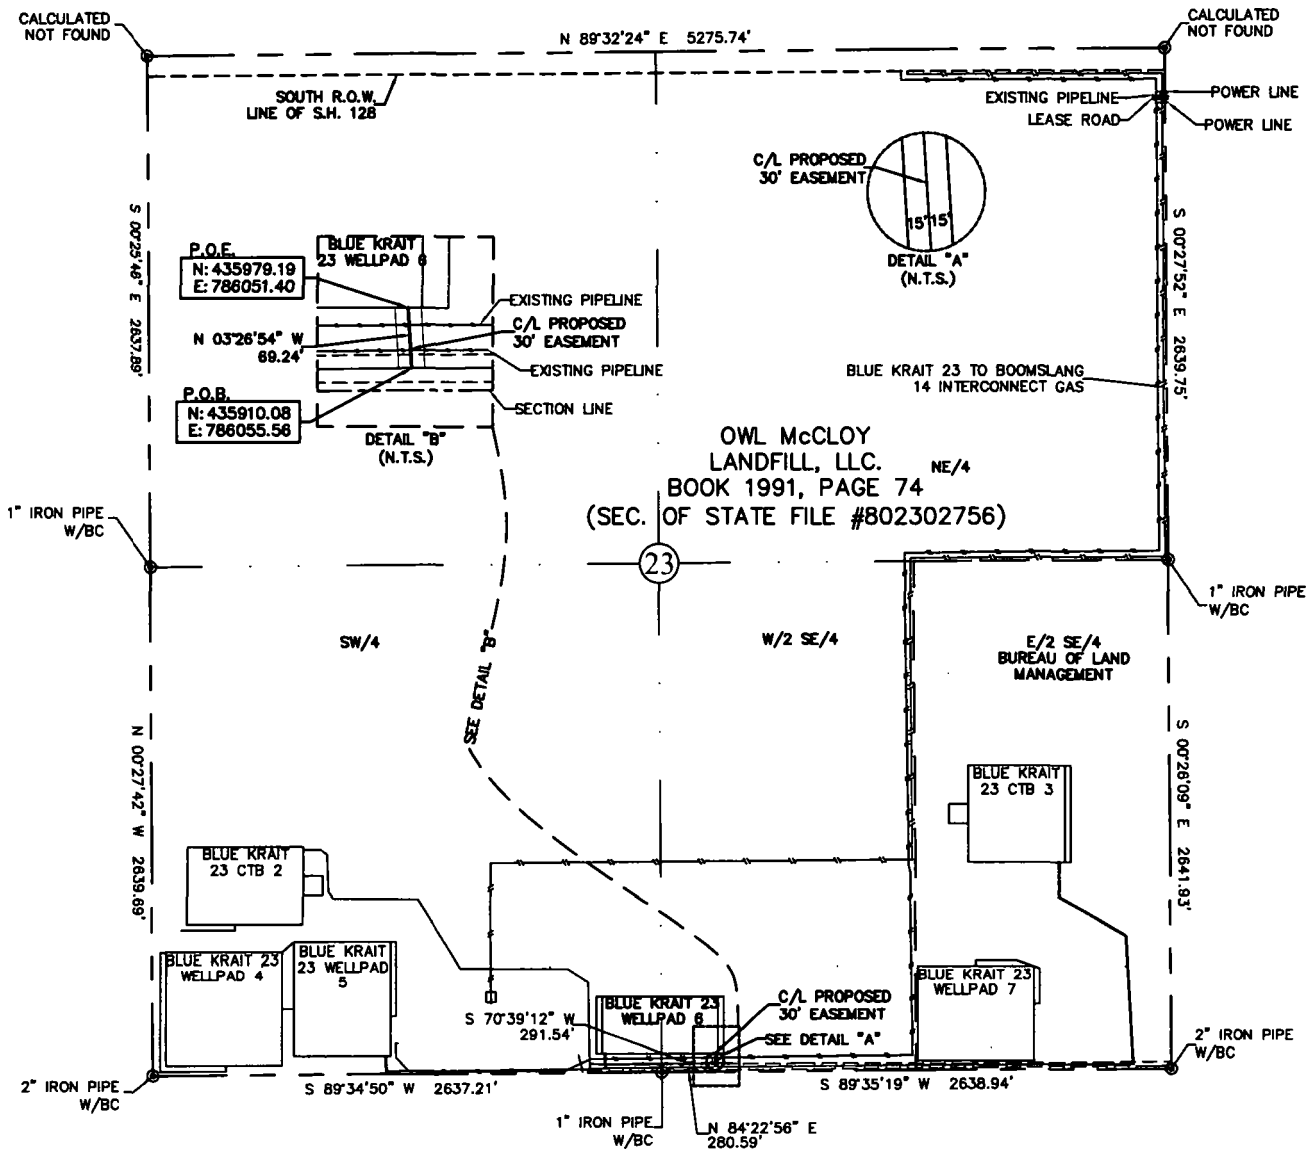 CALCULATED
NOT FOUND
N 89°32'24" E 5275.74'
CALCULATED
NOT FOUND
SOUTH R.O.W.
LINE OF S.H. 128
EXISTING PIPELINE
POWER LINE
LEASE ROAD
POWER LINE
C/L PROPOSED
30' EASEMENT
15' 15'
DETAIL "A"
(N.T.S.)
S 00°25'46" E 2637.89'
S 00°27'52" E 2639.75'
P.O.E.
N: 435979.19
E: 786051.40
BLUE KRAIT
23 WELLPAD 6
EXISTING PIPELINE
C/L PROPOSED
30' EASEMENT
N 03°26'54" W
69.24'
EXISTING PIPELINE
P.O.B.
N: 435910.08
E: 786055.56
SECTION LINE
DETAIL "B"
(N.T.S.)
BLUE KRAIT 23 TO BOOMSLANG
14 INTERCONNECT GAS
OWL McCLOY
LANDFILL, LLC.
NE/4
BOOK 1991, PAGE 74
(SEC. OF STATE FILE #802302756)
1" IRON PIPE
W/BC
23
1" IRON PIPE
W/BC
SW/4
W/2 SE/4
E/2 SE/4
BUREAU OF LAND
MANAGEMENT
SEE DETAIL "B"
N 00°27'42" W 2639.69'
S 00°26'09" E 2641.93'
BLUE KRAIT
23 CTB 3
BLUE KRAIT
23 CTB 2
BLUE KRAIT 23
WELLPAD 4
BLUE KRAIT
23 WELLPAD
5
BLUE KRAIT 23
WELLPAD 6
BLUE KRAIT 23
WELLPAD 7
S 70°39'12" W
291.54'
C/L PROPOSED
30' EASEMENT
SEE DETAIL "A"
2" IRON PIPE
W/BC
2" IRON PIPE
W/BC
S 89°34'50" W 2637.21'
S 89°35'19" W 2638.94'
1" IRON PIPE
W/BC
N 84°22'56" E
280.59'